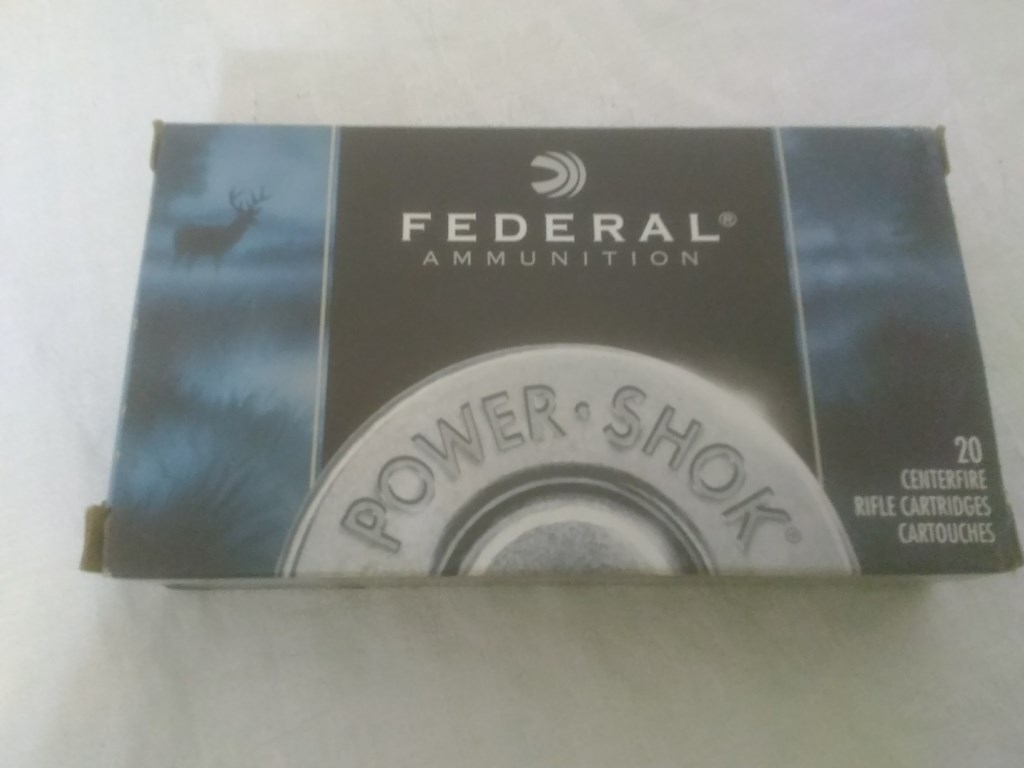 FEDERAL®
AMMUNITION
POWER·SHOK®
20
CENTERFIRE
RIFLE CARTRIDGES
CARTOUCHES